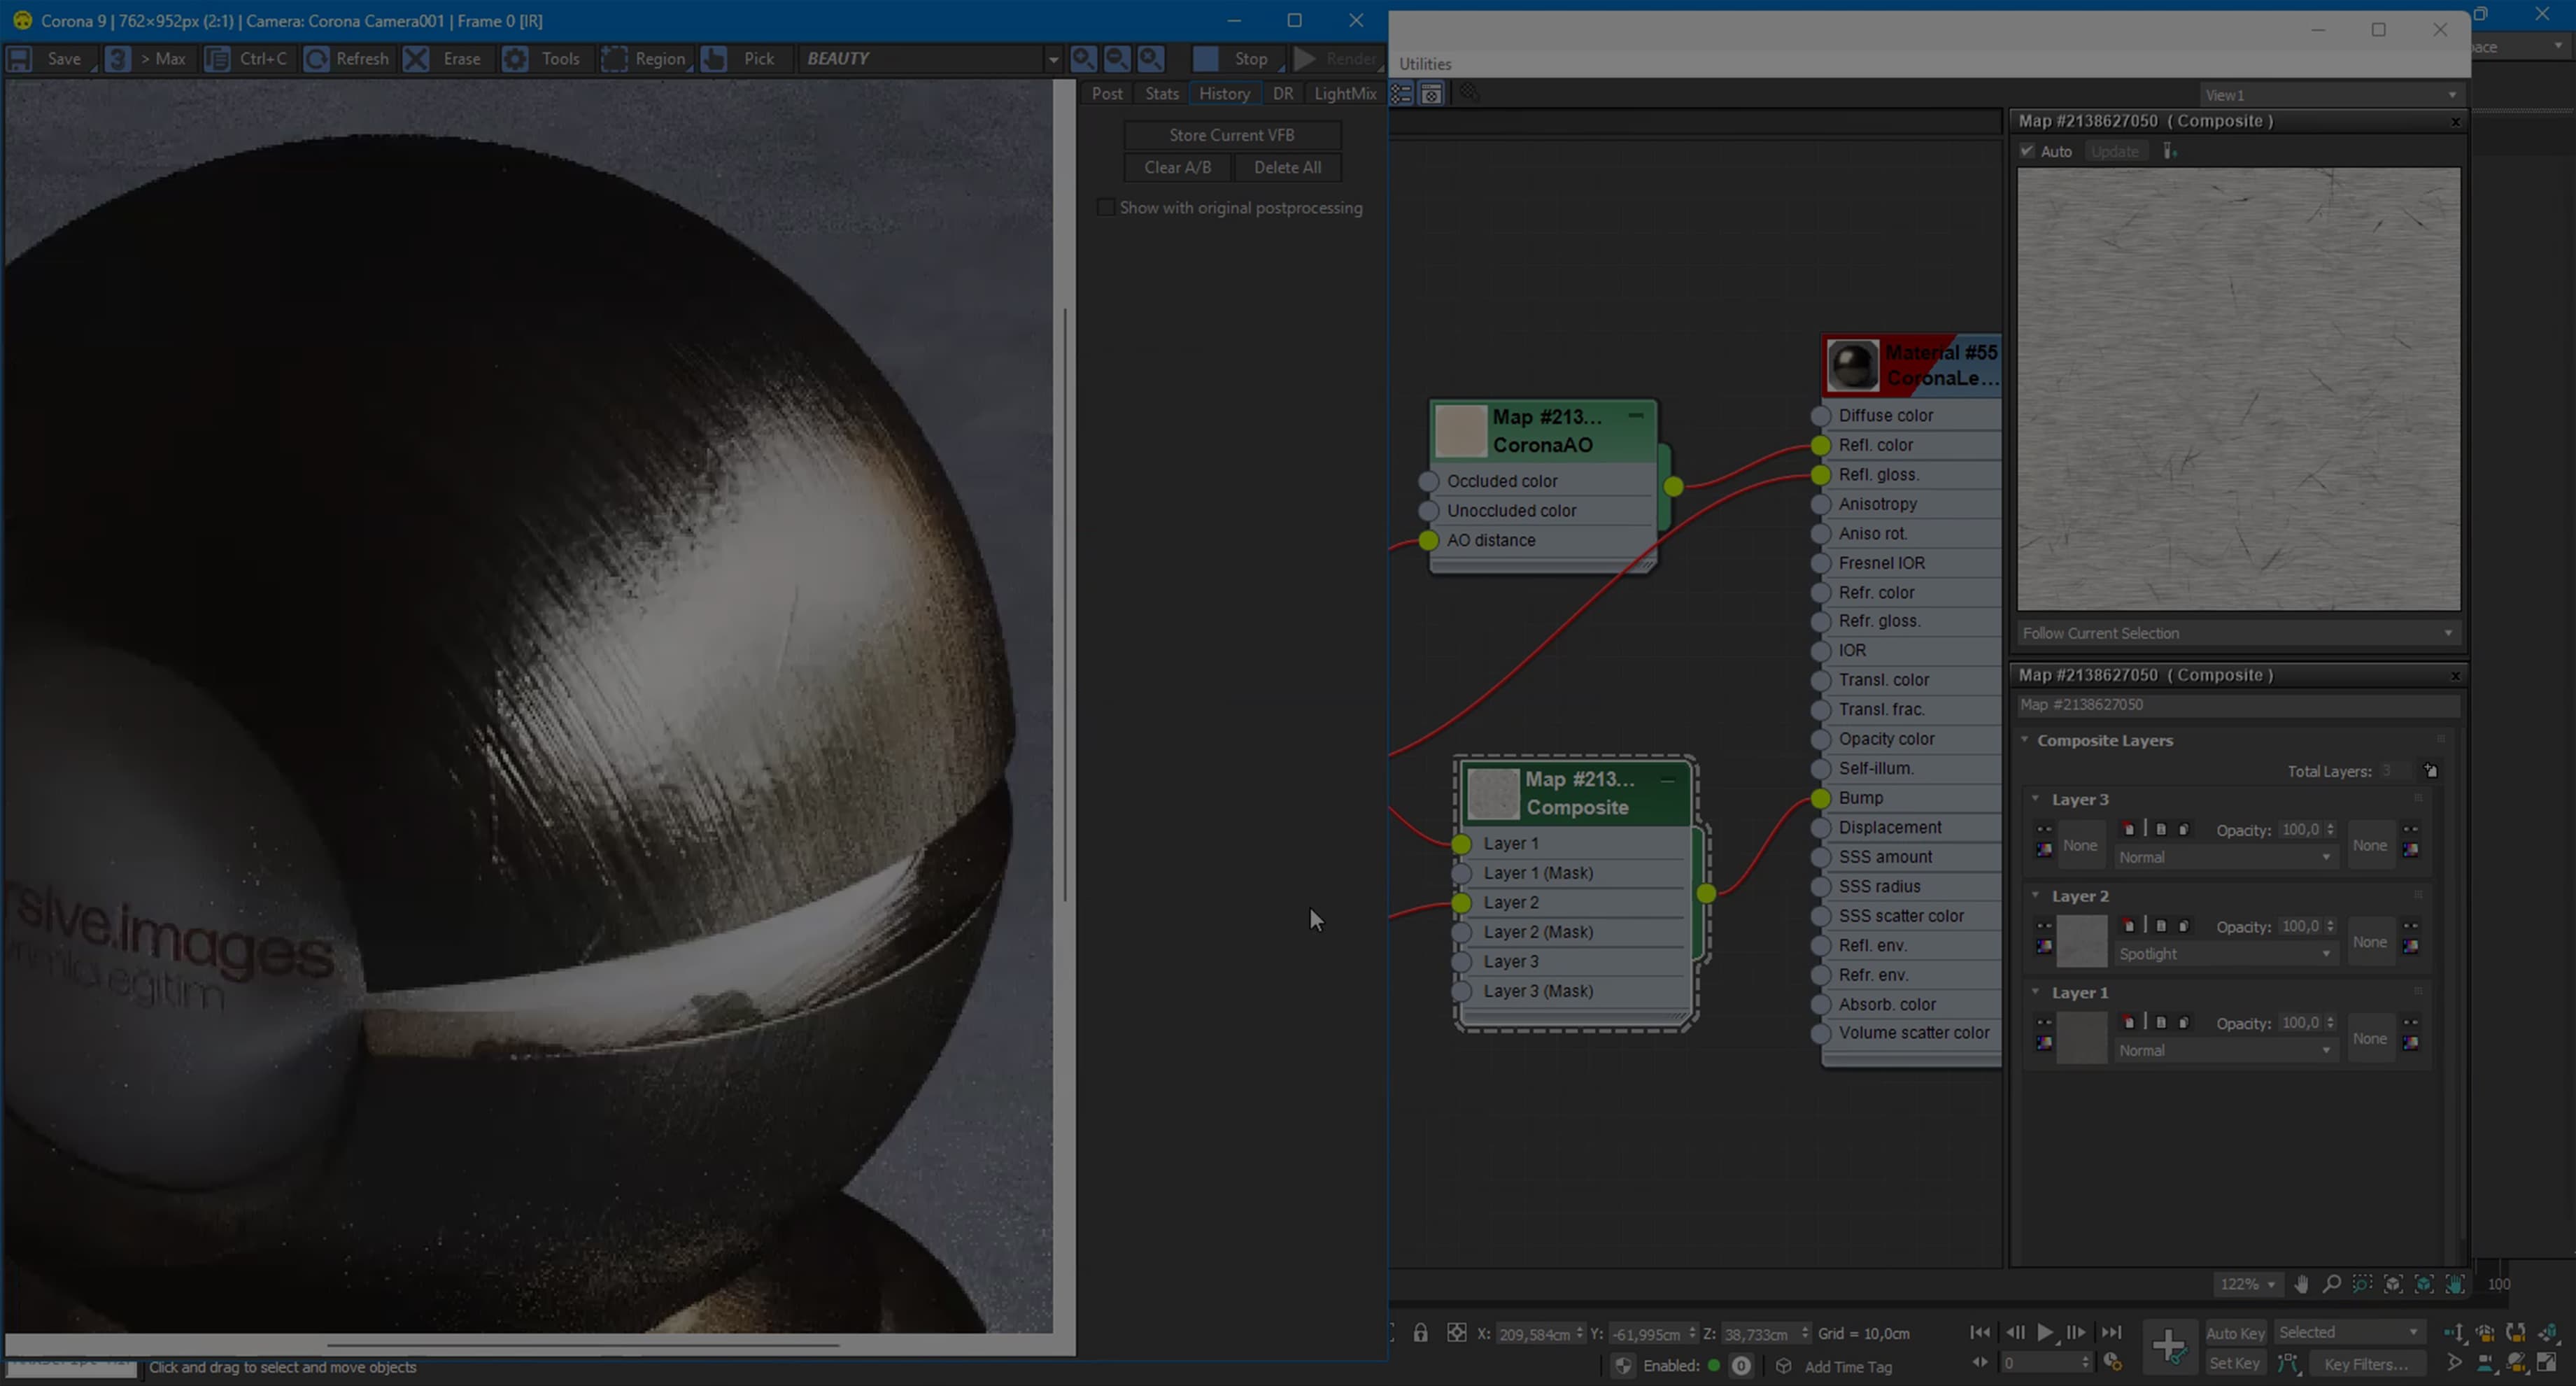 Corona 9 | 762×952px (2:1) | Camera: Corona Camera001 | Frame 0 [IR]
Save
3 > Max
Ctrl+C
Refresh
Erase
Tools
Region
Pick
BEAUTY
Stop
Render
Post
Stats
History
DR
LightMix
Store Current VFB
Clear A/B
Delete All
Show with original postprocessing
images
eğitim
Utilities
View1
Map #213...
CoronaAO
Occluded color
Unoccluded color
AO distance
Map #213...
Composite
Layer 1
Layer 1 (Mask)
Layer 2
Layer 2 (Mask)
Layer 3
Layer 3 (Mask)
Material #55
CoronaLe...
Diffuse color
Refl. color
Refl. gloss.
Anisotropy
Aniso rot.
Fresnel IOR
Refr. color
Refr. gloss.
IOR
Transl. color
Transl. frac.
Opacity color
Self-illum.
Bump
Displacement
SSS amount
SSS radius
SSS scatter color
Refl. env.
Refr. env.
Absorb. color
Volume scatter color
Map #2138627050 ( Composite )
Auto
Update
Follow Current Selection
Map #2138627050 ( Composite )
Map #2138627050
Composite Layers
Total Layers: 3
Layer 3
None
Opacity: 100,0
Normal
None
Layer 2
Opacity: 100,0
Spotlight
None
Layer 1
Opacity: 100,0
Normal
None
122%
100
X: 209,584cm
Y: -61,995cm
Z: 38,733cm
Grid = 10,0cm
Enabled:
0
Add Time Tag
0
Auto Key
Selected
Set Key
Key Filters...
Click and drag to select and move objects